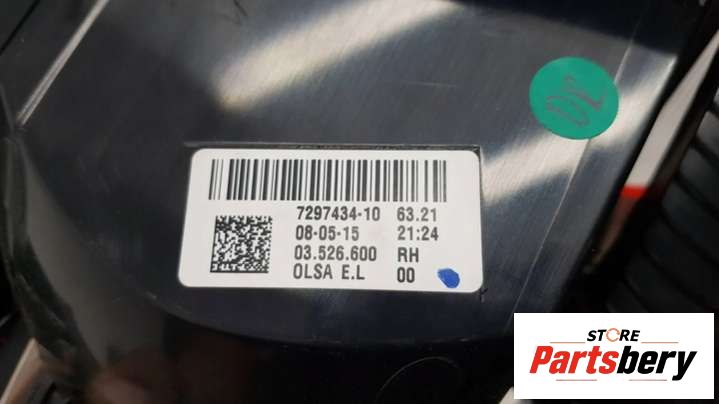 7297434-10 63.21
08-05-15 21:24
03.526.600 RH
OLSA E.L 00
STORE
Partsbery